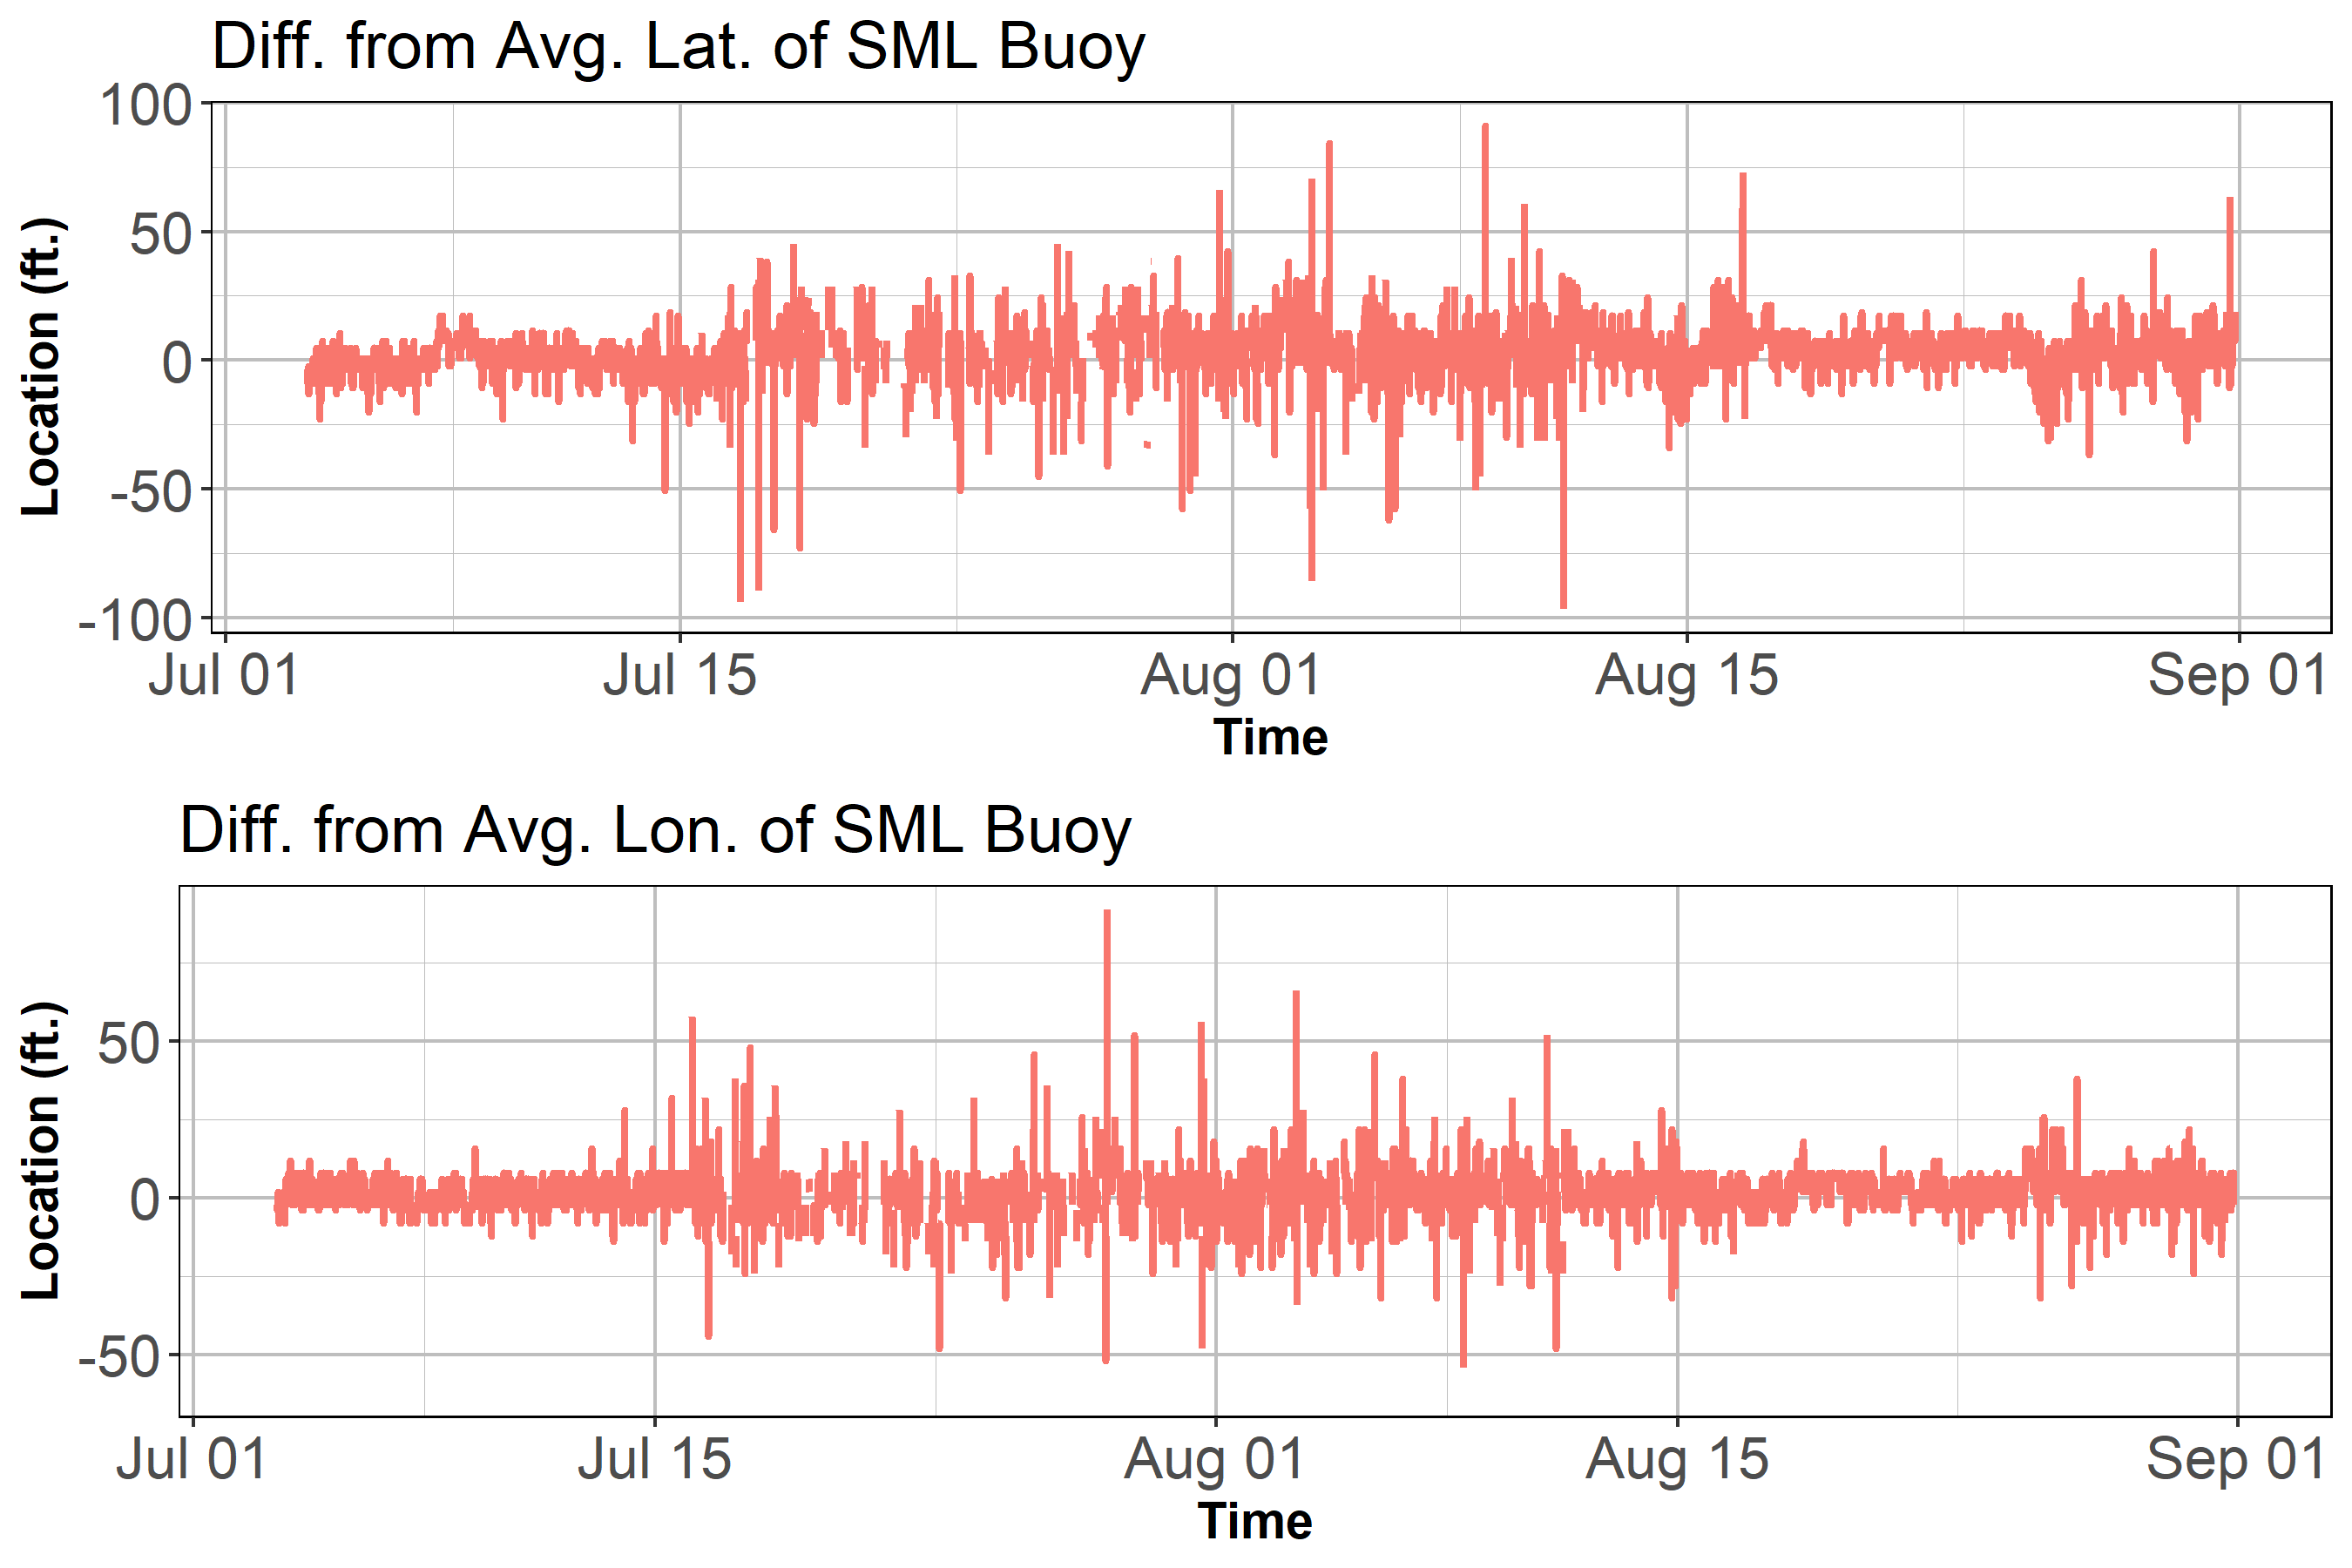 Diff. from Avg. Lat. of SML Buoy
Location (ft.)
100
50
0
-50
-100
Jul 01 Jul 15 Aug 01 Aug 15 Sep 01
Time
Diff. from Avg. Lon. of SML Buoy
Location (ft.)
50
0
-50
Jul 01 Jul 15 Aug 01 Aug 15 Sep 01
Time